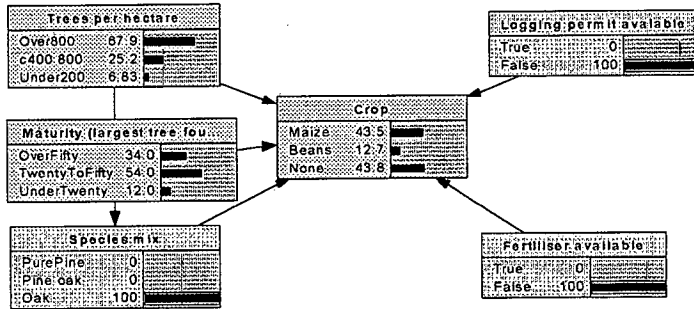 Trees per hectare
Over800 67.9
c400 800 25.2
Under200 6.83
Logging permit available
True 0
False 100
Crop
Maize 43.5
Beans 12.7
None 43.8
Maturity (largest tree fou...
OverFifty 34.0
TwentyToFifty 54.0
UnderTwenty 12.0
Species mix
PurePine 0
Pine oak 0
Oak 100
Fertiliser available
True 0
False 100